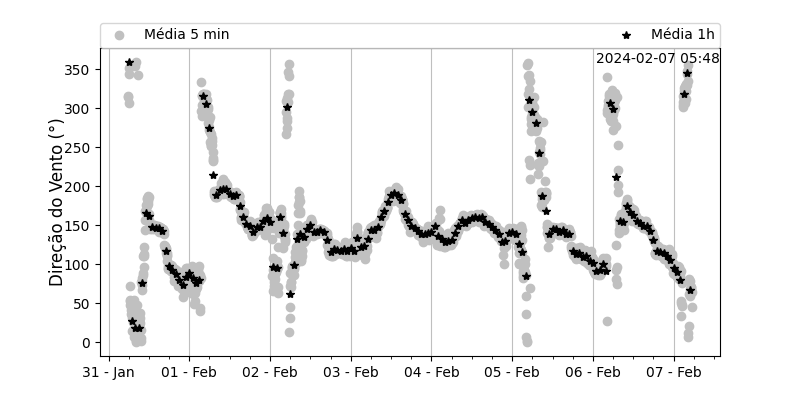 Média 5 min
Média 1h
2024-02-07 05:48
Direção do Vento (°)
350
300
250
200
150
100
50
0
31 - Jan
01 - Feb
02 - Feb
03 - Feb
04 - Feb
05 - Feb
06 - Feb
07 - Feb